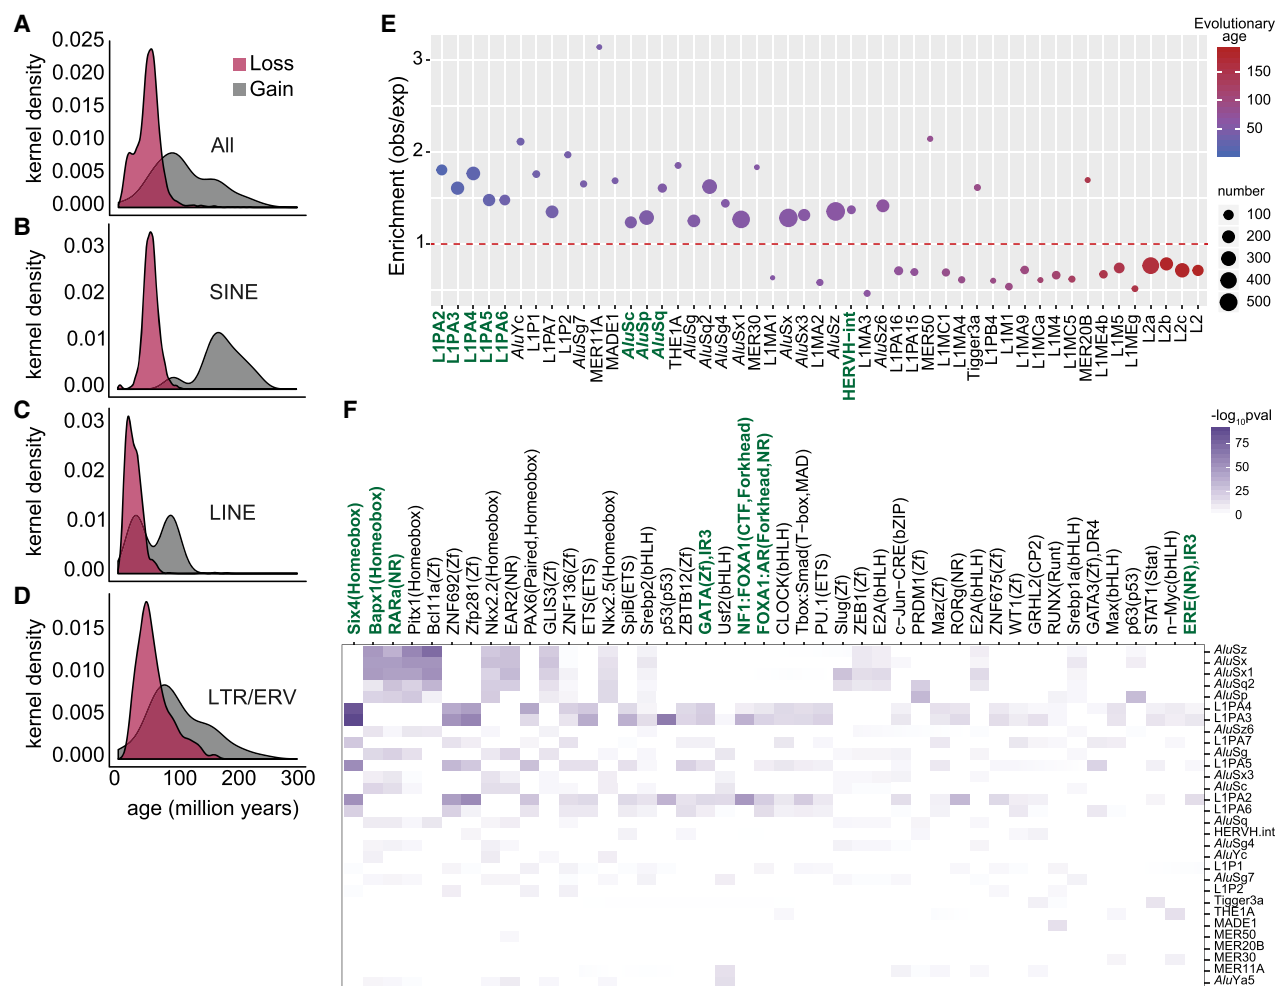 A
0.025
0.020
0.015
0.010
0.005
0.000
kernel density
Loss
Gain
All
B
0.03
0.02
0.01
0.00
kernel density
SINE
C
0.03
0.02
0.01
0.00
kernel density
LINE
D
0.015
0.010
0.005
0.000
kernel density
LTR/ERV
0 100 200 300
age (million years)
E
Enrichment (obs/exp)
3
2
1
L1PA2
L1PA3
L1PA4
L1PA5
L1PA6
AluYc
L1P1
L1PA7
L1P2
AluSg7
MER11A
MADE1
AluSc
AluSp
AluSq
THE1A
AluSg
AluSq2
AluSg4
AluSx1
MER30
L1MA1
AluSx
AluSx3
L1MA2
AluSz
HERVH−int
L1MA3
AluSz6
L1PA16
L1PA15
MER50
L1MC1
L1MA4
Tigger3a
L1PB4
L1M1
L1MA9
L1MCa
L1M4
L1MC5
MER20B
L1ME4b
L1M5
L1MEg
L2a
L2b
L2c
L2
Evolutionary
age
150
100
50
number
100
200
300
400
500
F
Six4(Homeobox)
Bapx1(Homeobox)
RARa(NR)
Pitx1(Homeobox)
Bcl11a(Zf)
ZNF692(Zf)
Zfp281(Zf)
Nkx2.2(Homeobox)
EAR2(NR)
PAX6(Paired,Homeobox)
GLIS3(Zf)
ZNF136(Zf)
ETS(ETS)
Nkx2.5(Homeobox)
SpiB(ETS)
Srebp2(bHLH)
p53(p53)
ZBTB12(Zf)
GATA(Zf),IR3
Usf2(bHLH)
NF1:FOXA1(CTF,Forkhead)
FOXA1:AR(Forkhead,NR)
CLOCK(bHLH)
Tbox:Smad(T−box,MAD)
PU.1(ETS)
Slug(Zf)
ZEB1(Zf)
E2A(bHLH)
c−Jun−CRE(bZIP)
PRDM1(Zf)
Maz(Zf)
RORg(NR)
E2A(bHLH)
ZNF675(Zf)
WT1(Zf)
GRHL2(CP2)
RUNX(Runt)
Srebp1a(bHLH)
GATA3(Zf),DR4
Max(bHLH)
p63(p53)
STAT1(Stat)
n−Myc(bHLH)
ERE(NR),IR3
-log10pval
75
50
25
0
AluSz
AluSx
AluSx1
AluSq2
AluSp
L1PA4
L1PA3
AluSz6
L1PA7
AluSg
L1PA5
AluSx3
AluSc
L1PA2
L1PA6
AluSq
HERVH.int
AluSg4
AluYc
L1P1
AluSg7
L1P2
Tigger3a
THE1A
MADE1
MER50
MER20B
MER30
MER11A
AluYa5